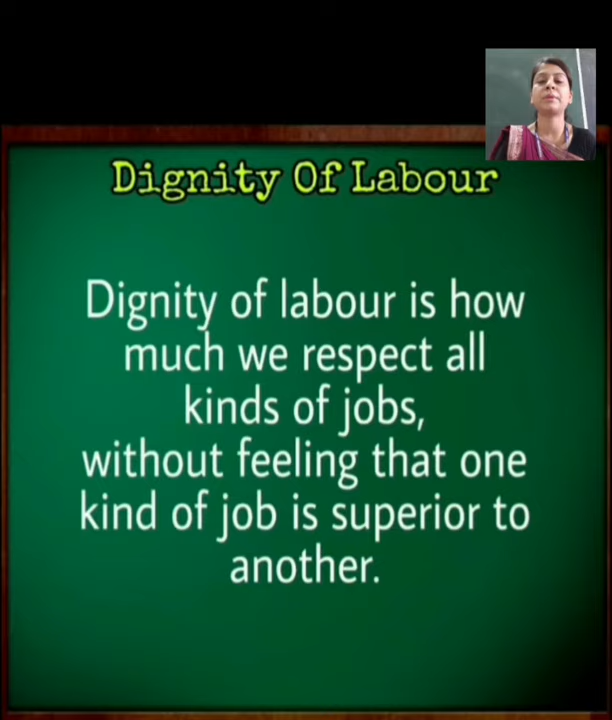 Dignity Of Labour
Dignity of labour is how
much we respect all
kinds of jobs,
without feeling that one
kind of job is superior to
another.